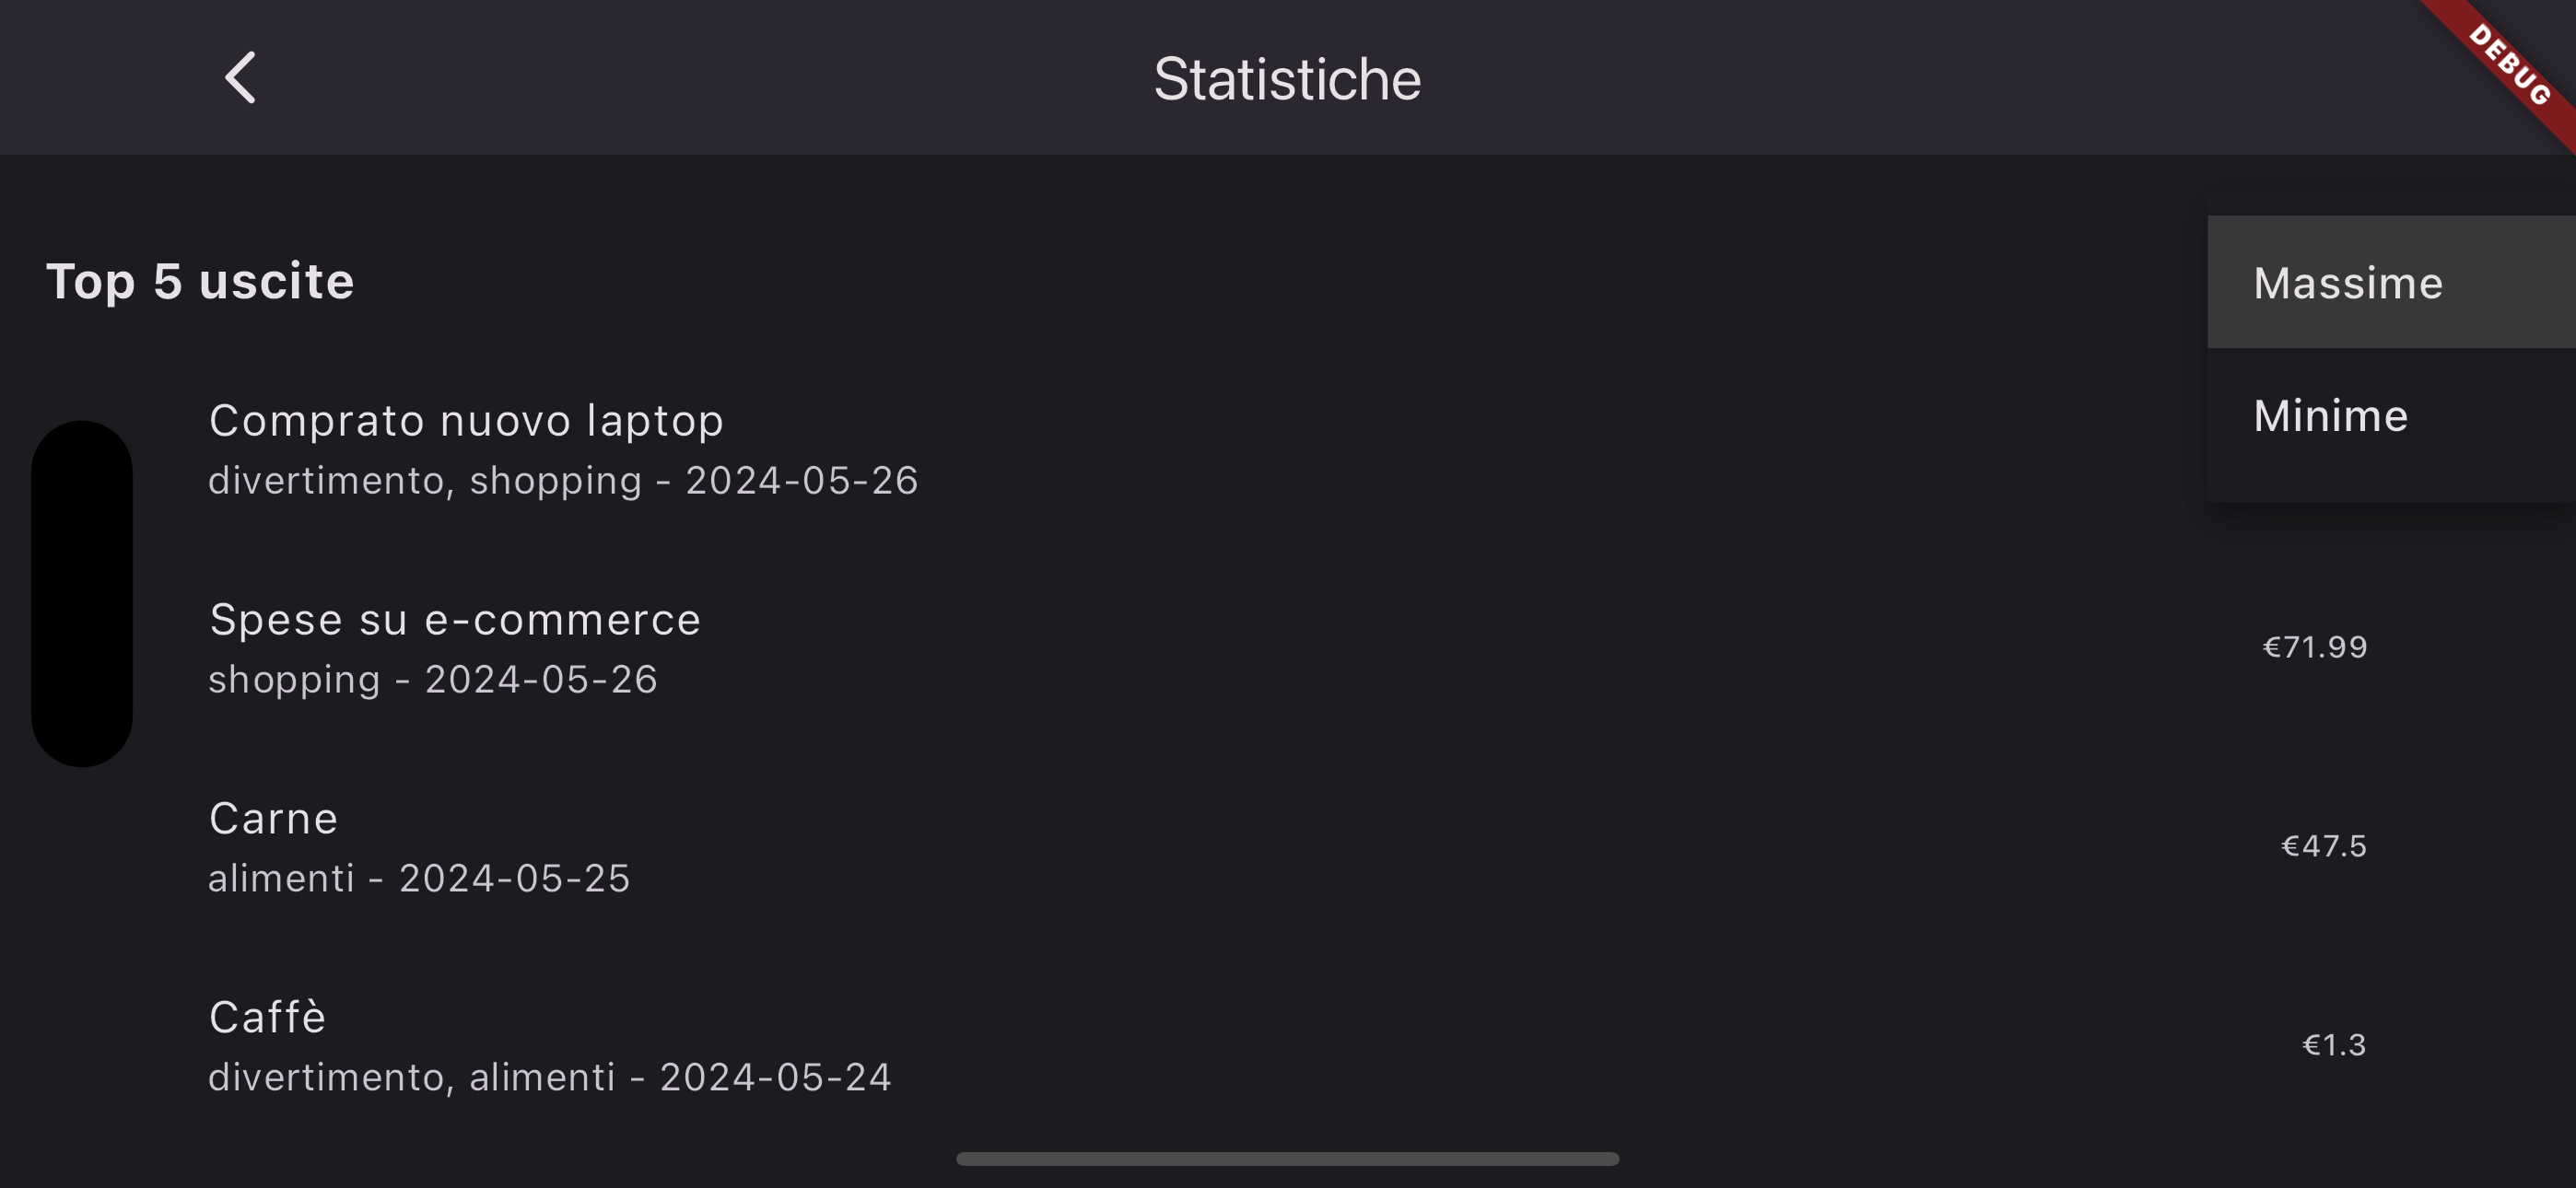 Statistiche
DEBUG
Top 5 uscite
Massime
Minime
Comprato nuovo laptop
divertimento, shopping - 2024-05-26
Spese su e-commerce
shopping - 2024-05-26
€71.99
Carne
alimenti - 2024-05-25
€47.5
Caffè
divertimento, alimenti - 2024-05-24
€1.3